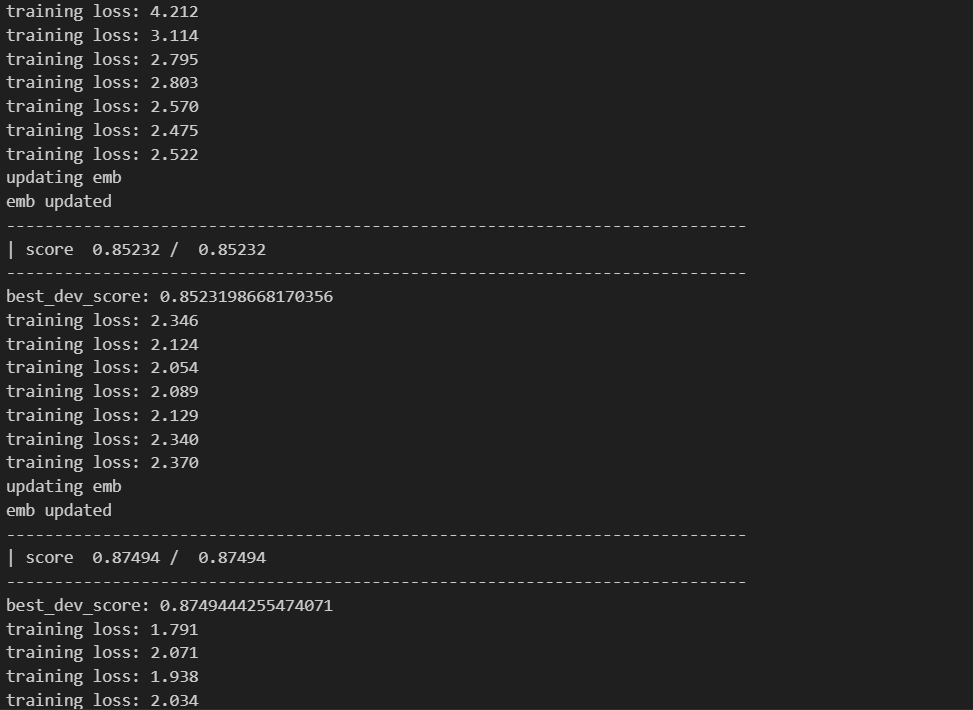 training loss: 4.212
training loss: 3.114
training loss: 2.795
training loss: 2.803
training loss: 2.570
training loss: 2.475
training loss: 2.522
updating emb
emb updated
-----------------------------------------------------------------------------
| score  0.85232 /  0.85232
-----------------------------------------------------------------------------
best_dev_score: 0.8523198668170356
training loss: 2.346
training loss: 2.124
training loss: 2.054
training loss: 2.089
training loss: 2.129
training loss: 2.340
training loss: 2.370
updating emb
emb updated
-----------------------------------------------------------------------------
| score  0.87494 /  0.87494
-----------------------------------------------------------------------------
best_dev_score: 0.8749444255474071
training loss: 1.791
training loss: 2.071
training loss: 1.938
training loss: 2.034